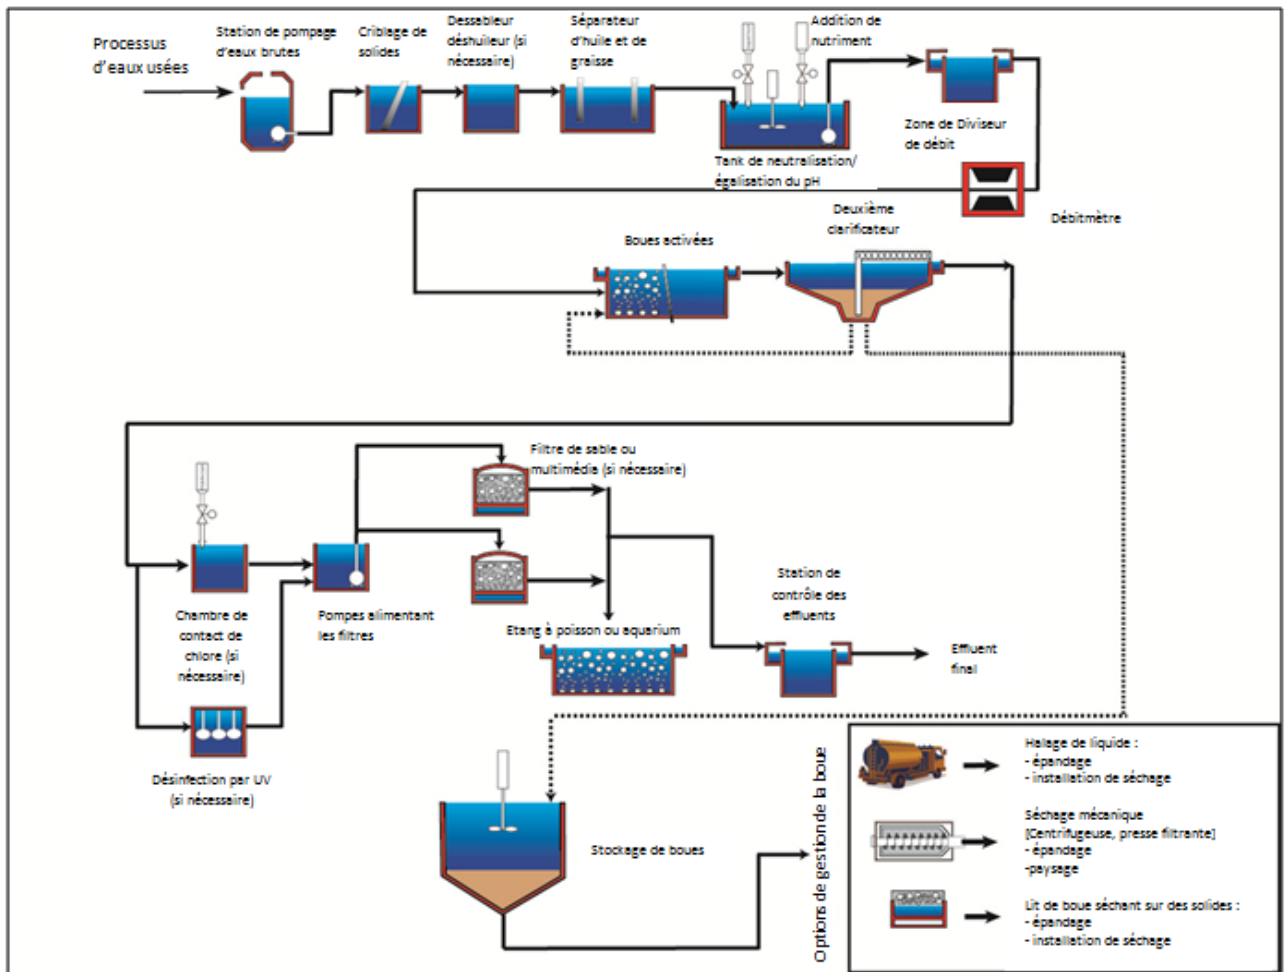 Processus
d'eaux usées
Station de pompage
d'eaux brutes
Criblage de
solides
Dessableur
déshuileur (si
nécessaire)
Séparateur
d'huile et de
graisse
Addition de
nutriment
Tank de neutralisation/
égalisation du pH
Zone de Diviseur
de débit
Débitmètre
Boues activées
Deuxième
clarificateur
Filtre de sable ou
multimédia (si nécessaire)
Chambre de
contact de
chlore (si
nécessaire)
Pompes alimentant
les filtres
Désinfection par UV
(si nécessaire)
Etang à poisson ou aquarium
Station de
contrôle des
effluents
Effluent
final
Stockage de boues
Options de gestion de la boue
Halage de liquide :
- épandage
- installation de séchage
Séchage mécanique
[Centrifugeuse, presse filtrante]
- épandage
-paysage
Lit de boue séchant sur des solides :
- épandage
- installation de séchage